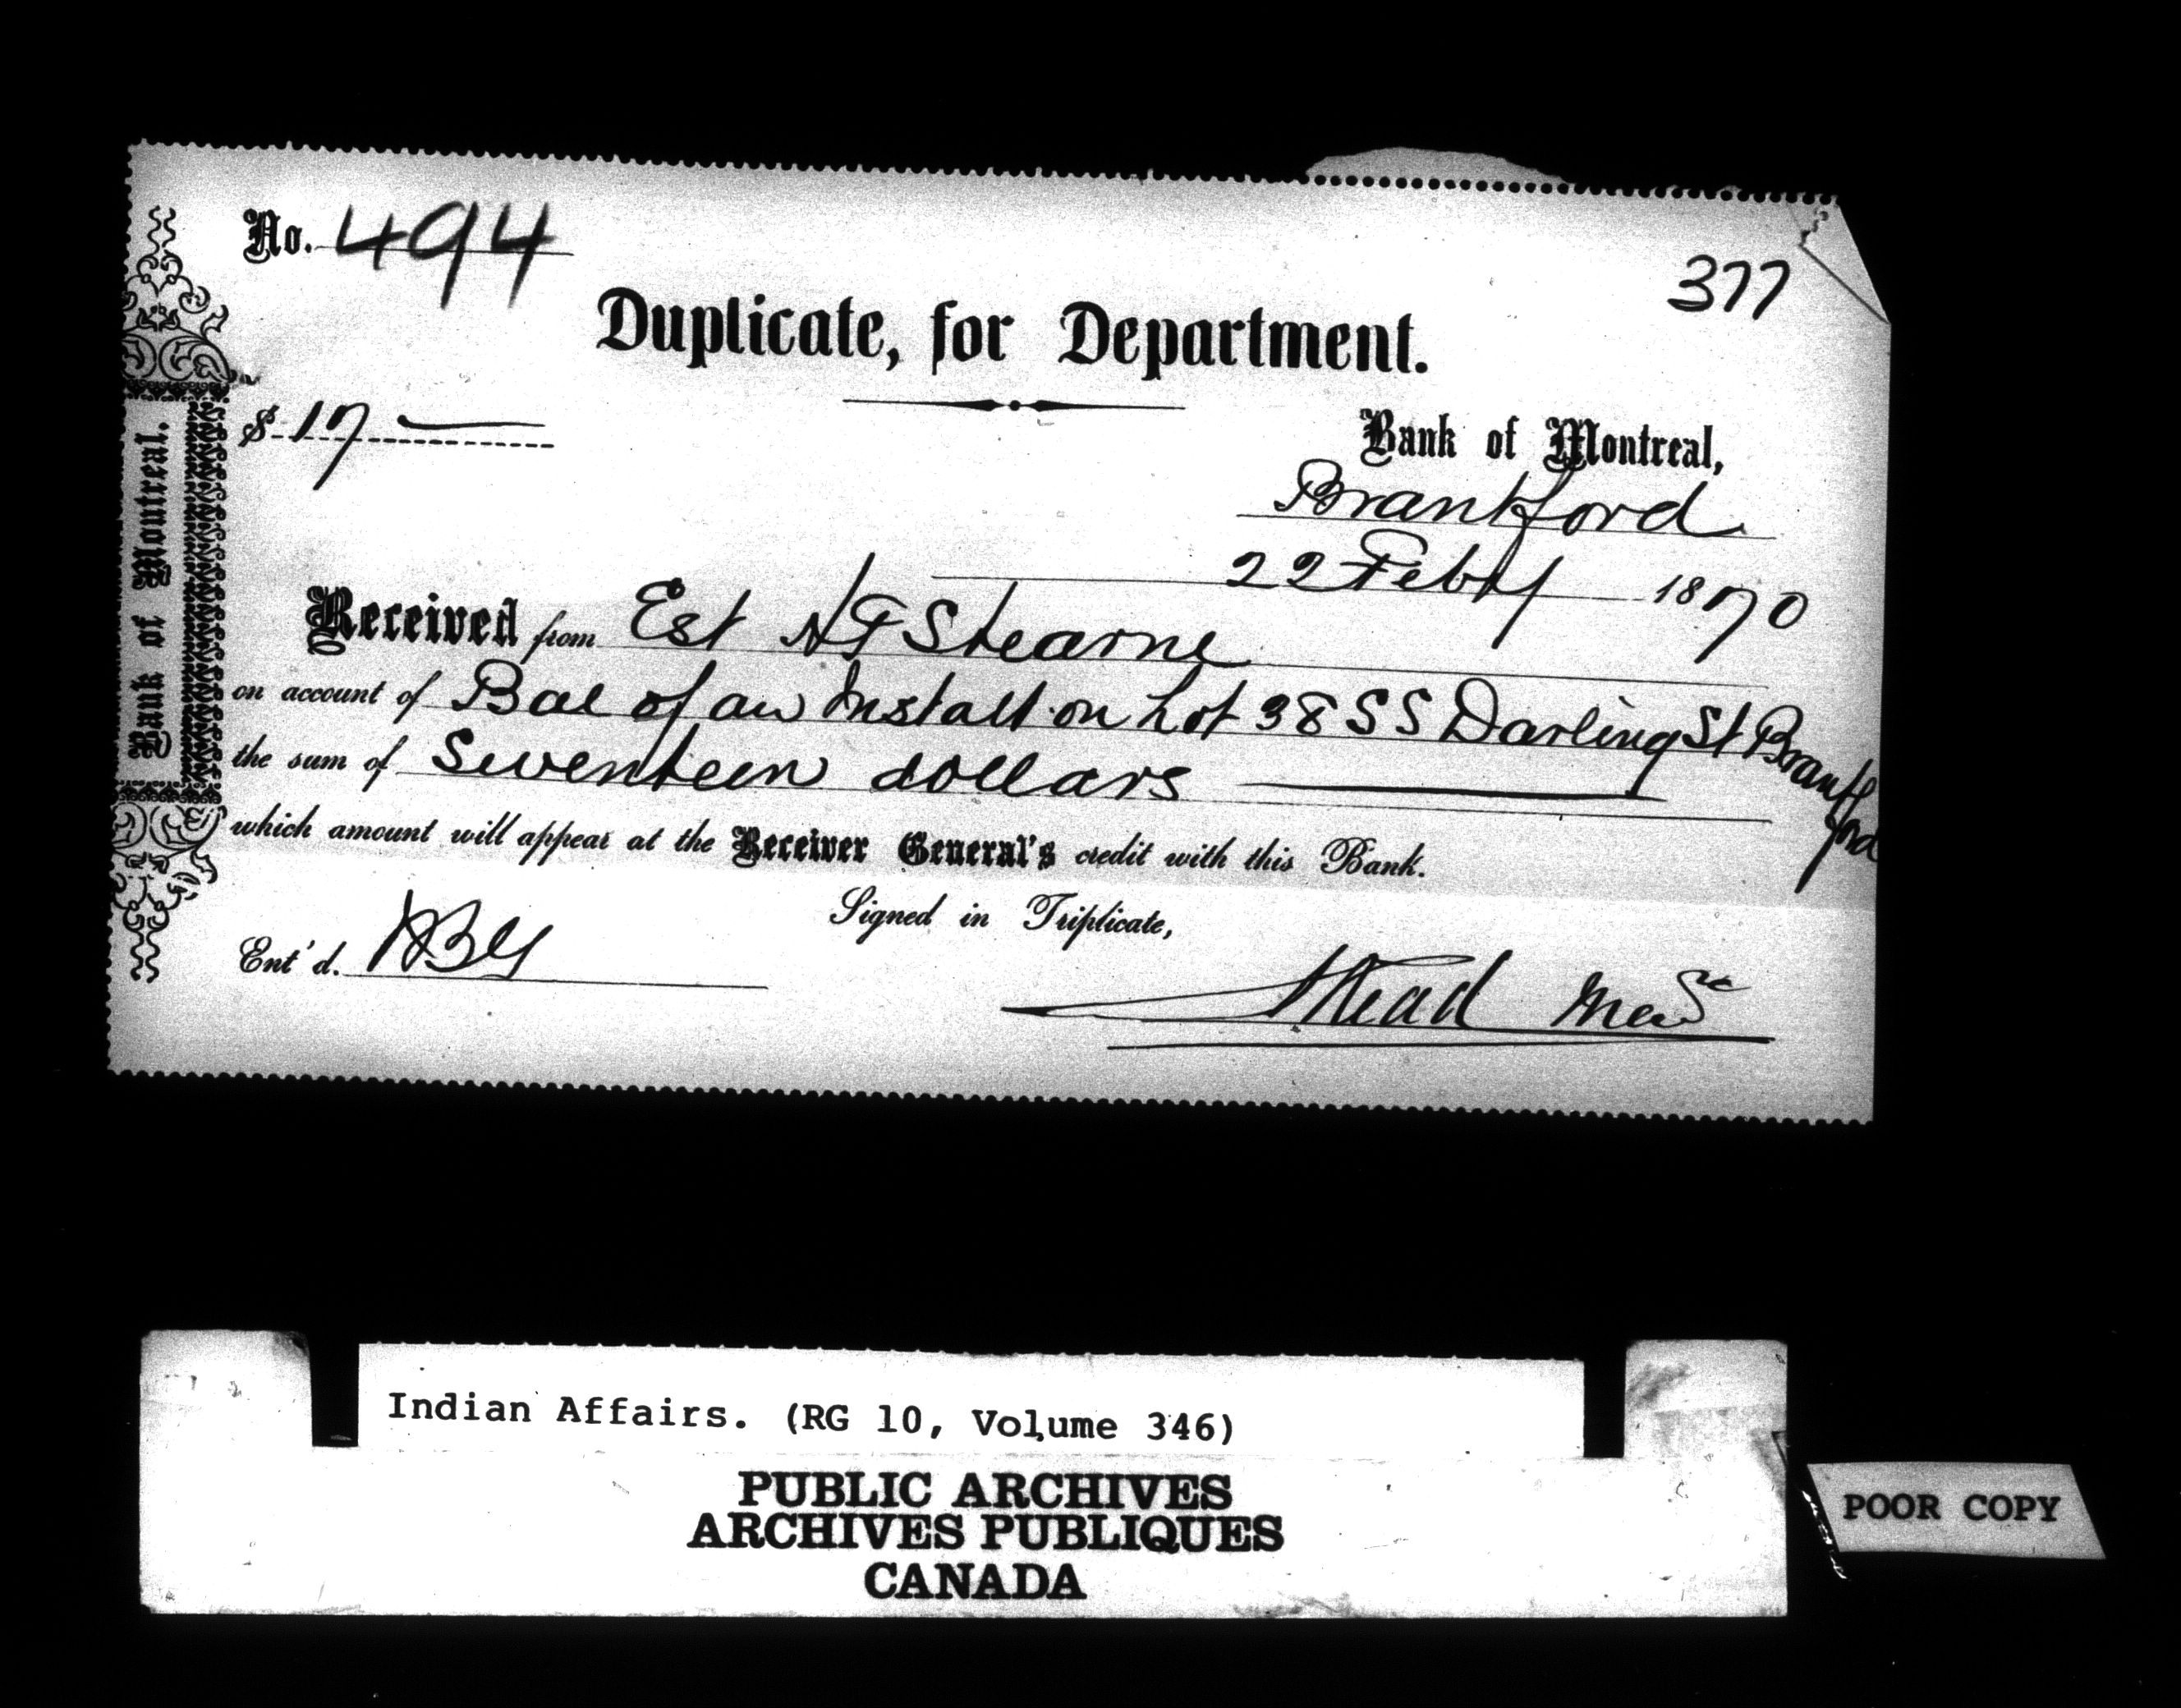 No. 494
377
Duplicate, for Department.
$ 17 —
Bank of Montreal,
Brantford
22 Feby 1870
Received from Est N T Stearne
on account of Bal of an Instalt on Lot 38 SS Darling St Brantford
the sum of Seventeen dollars
which amount will appear at the Receiver General's credit with this Bank.
Signed in Triplicate,
Ent'd.
Bank of Montreal.
Indian Affairs. (RG 10, Volume 346)
PUBLIC ARCHIVES
ARCHIVES PUBLIQUES
CANADA
POOR COPY